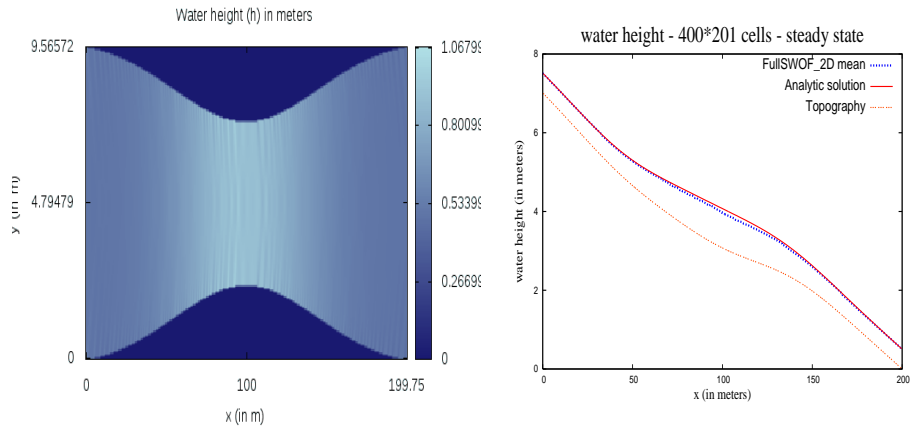 Water height (h) in meters
9.56572
4.79479
0
y (in m)
0
100
199.75
x (in m)
1.06799
0.80099
0.53399
0.26699
0
water height - 400*201 cells - steady state
FullSWOF_2D mean
Analytic solution
Topography
8
6
4
2
0
water height (in meters)
0
50
100
150
200
x (in meters)